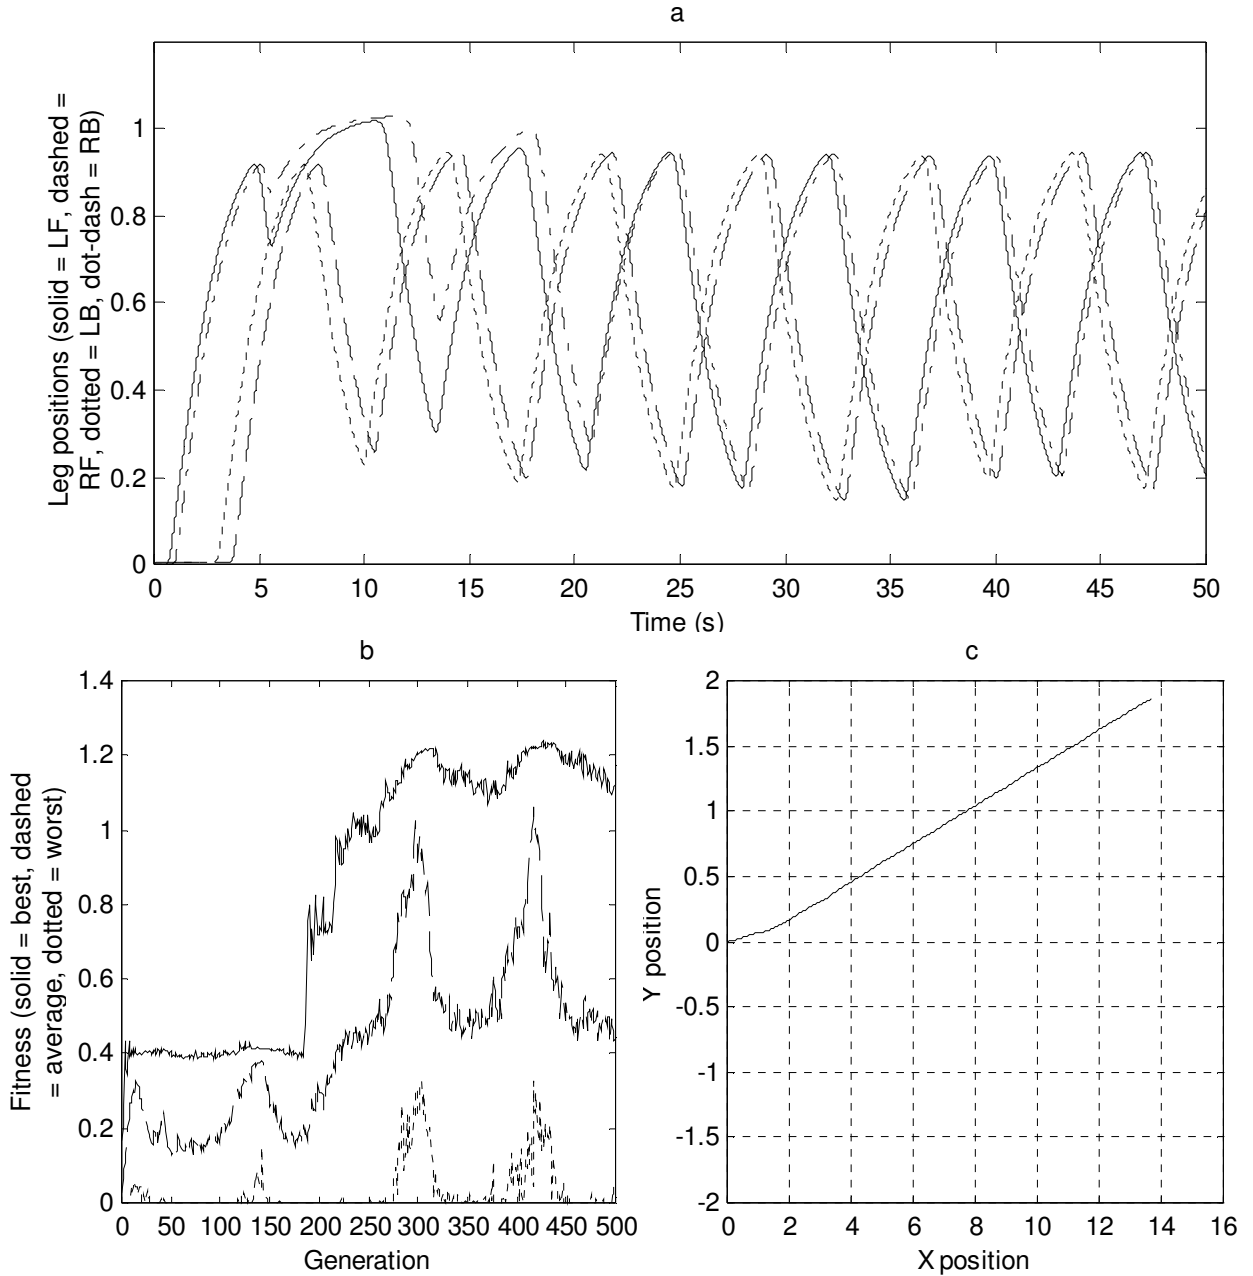 a
Leg positions (solid = LF, dashed =
RF, dotted = LB, dot-dash = RB)
1
0.8
0.6
0.4
0.2
0
0 5 10 15 20 25 30 35 40 45 50
Time (s)
b
Fitness (solid = best, dashed
= average, dotted = worst)
1.4
1.2
1
0.8
0.6
0.4
0.2
0
0 50 100 150 200 250 300 350 400 450 500
Generation
c
Y position
2
1.5
1
0.5
0
-0.5
-1
-1.5
-2
0 2 4 6 8 10 12 14 16
X position